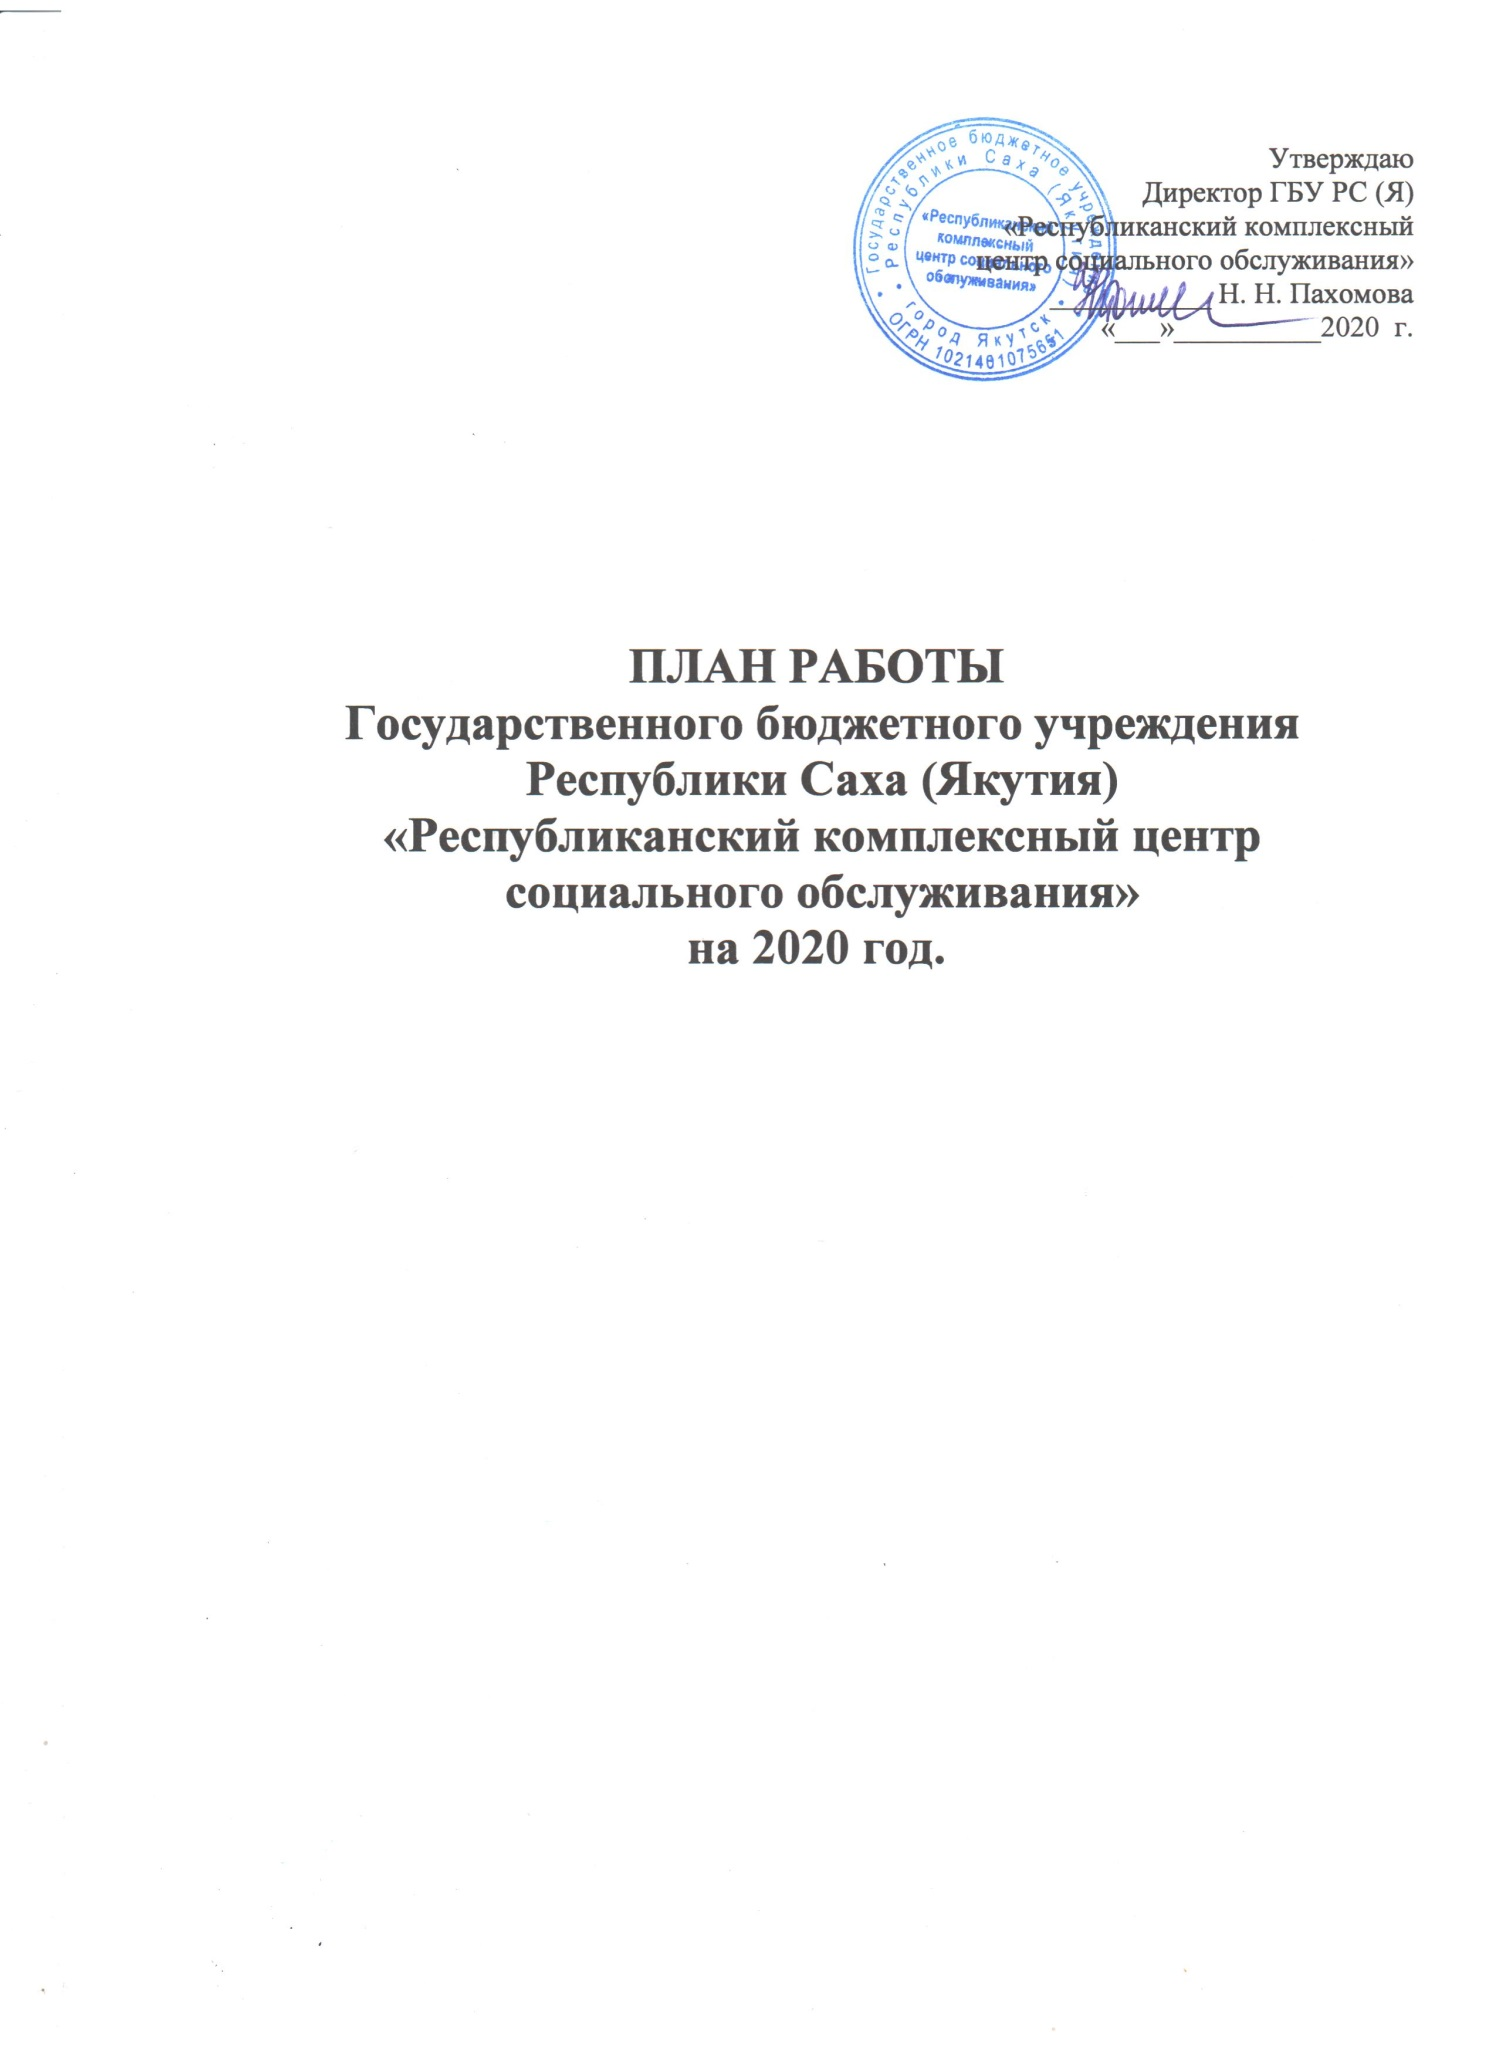 Утверждаю
Директор ГБУ РС (Я)
«Республиканский комплексный
центр социального обслуживания»
____________Н. Н. Пахомова
«___»__________2020 г.
• Государственное бюджетное учреждение •
Республики Саха (Якутия)
«Республиканский
комплексный
центр социального
обслуживания»
• город Якутск •
ОГРН
ПЛАН РАБОТЫ
Государственного бюджетного учреждения
Республики Саха (Якутия)
«Республиканский комплексный центр
социального обслуживания»
на 2020 год.